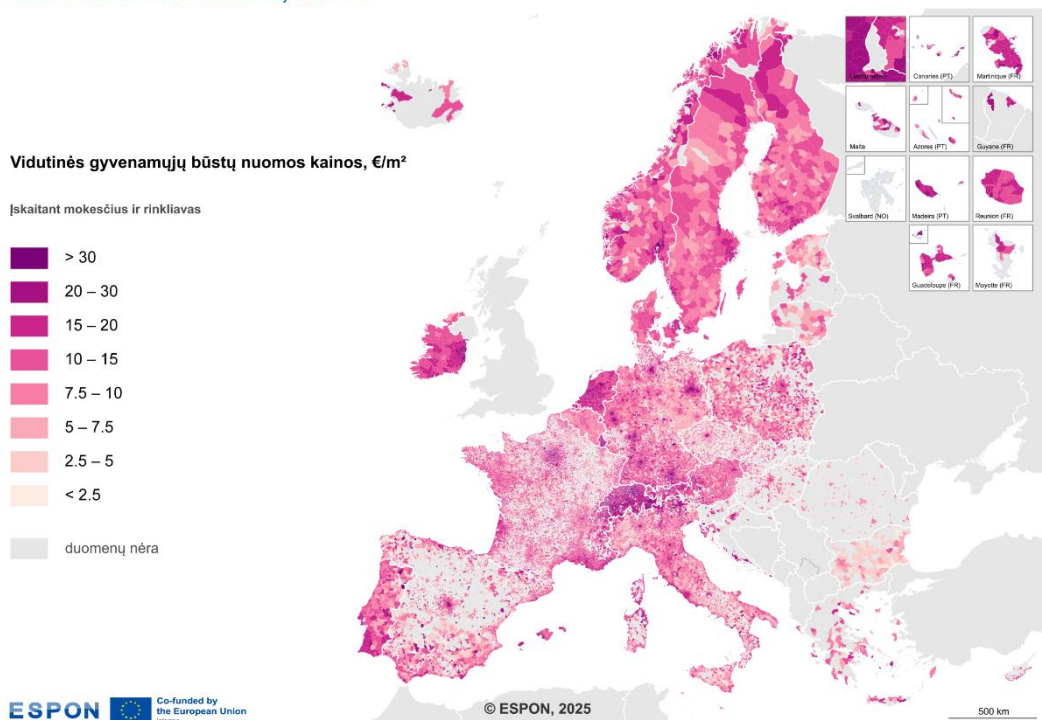 Vidutinės gyvenamųjų būstų nuomos kainos, €/m²
Įskaitant mokesčius ir rinkliavas
> 30
20 – 30
15 – 20
10 – 15
7.5 – 10
5 – 7.5
2.5 – 5
< 2.5
duomenų nėra
Canaries (PT)
Martinique (FR)
Malta
Azores (PT)
Guyane (FR)
Svalbard (NO)
Madeira (PT)
Reunion (FR)
Guadeloupe (FR)
Mayotte (FR)
ESPON
Co-funded by
the European Union
© ESPON, 2025
500 km